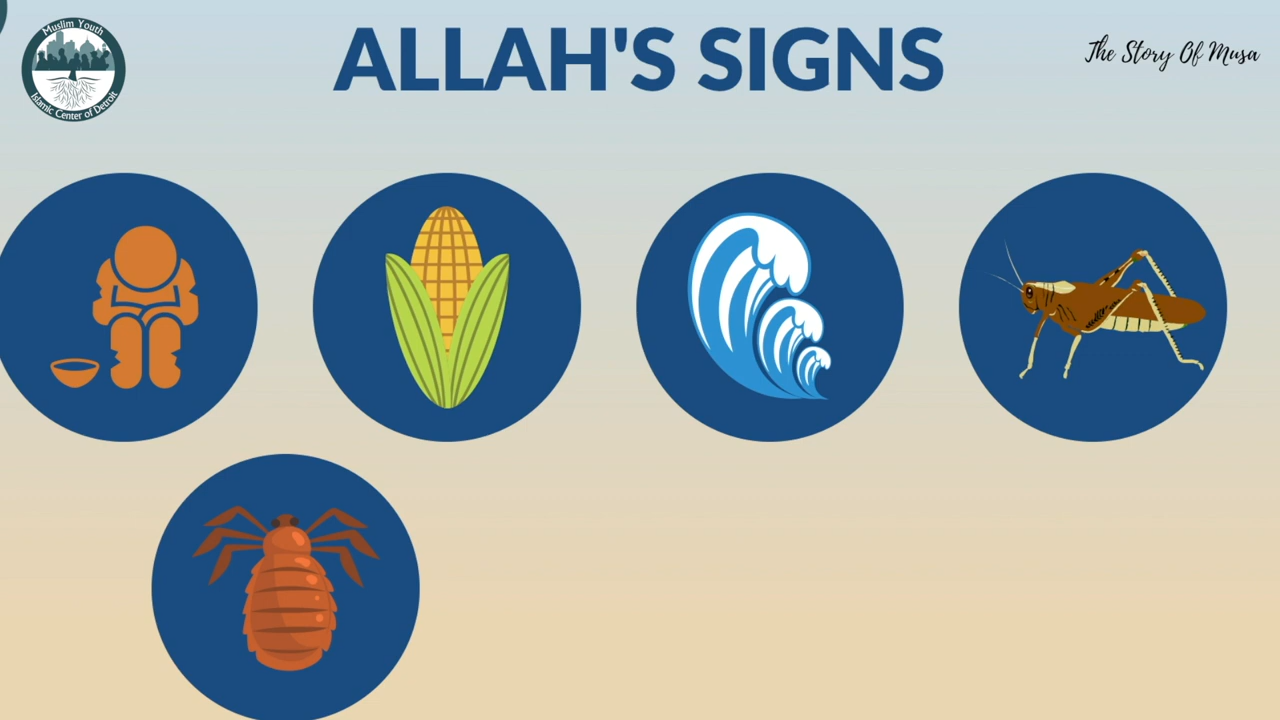 Muslim Youth
Islamic Center of Detroit
ALLAH'S SIGNS
The Story Of Musa